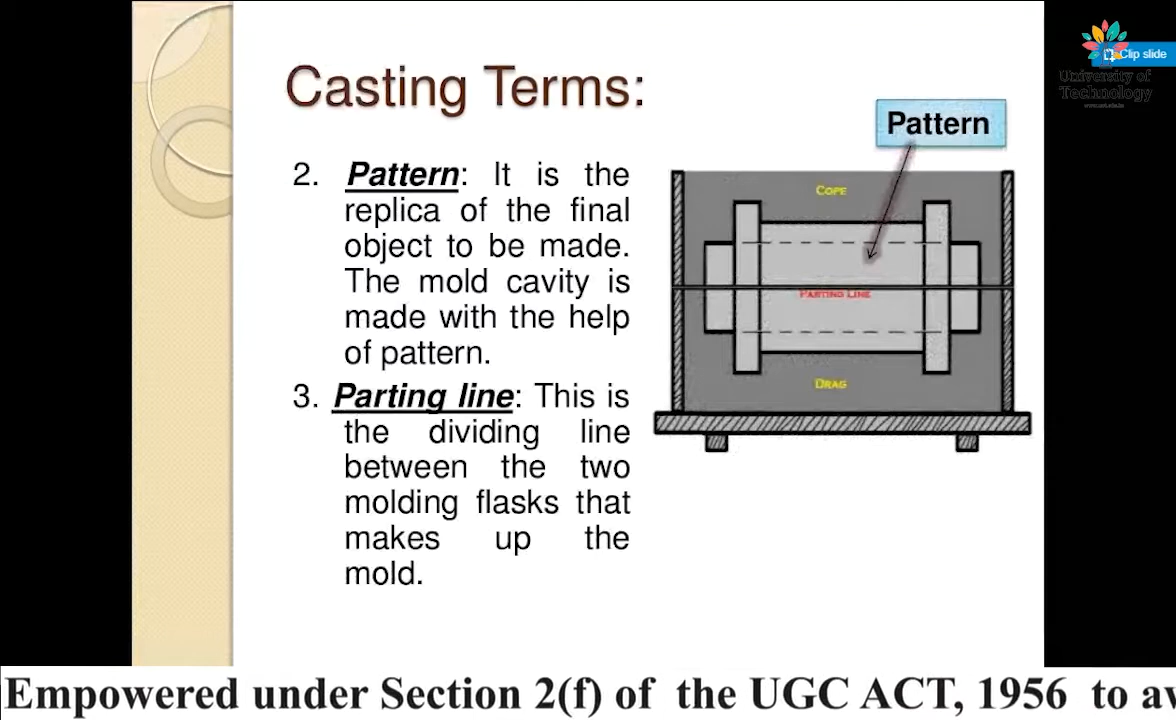 Casting Terms:
Clip slide
University of
Technology
Pattern
2. Pattern: It is the
replica of the final
object to be made.
The mold cavity is
made with the help
of pattern.
3. Parting line: This is
the dividing line
between the two
molding flasks that
makes up the
mold.
COPE
PARTING LINE
DRAG
Empowered under Section 2(f) of the UGC ACT, 1956 to av